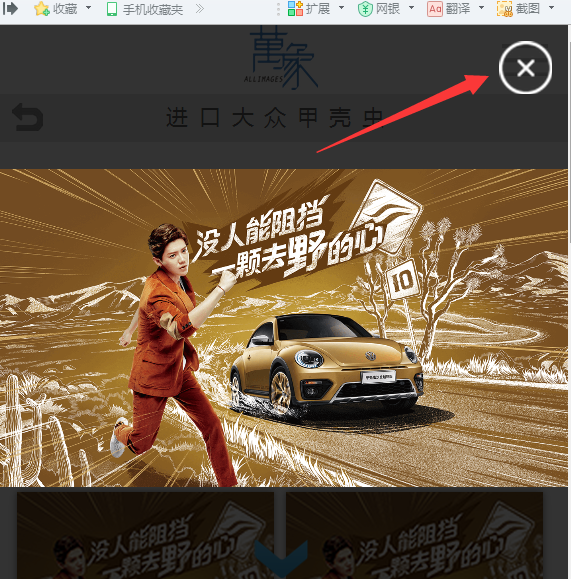 收藏 手机收藏夹 扩展 网银 Aa 翻译 截图
萬象
ALLIMAGES
进口大众甲壳虫
没人能阻挡
一颗去野的心
10
没人能阻挡 没人能阻挡
一颗去野的心 一颗去野的心